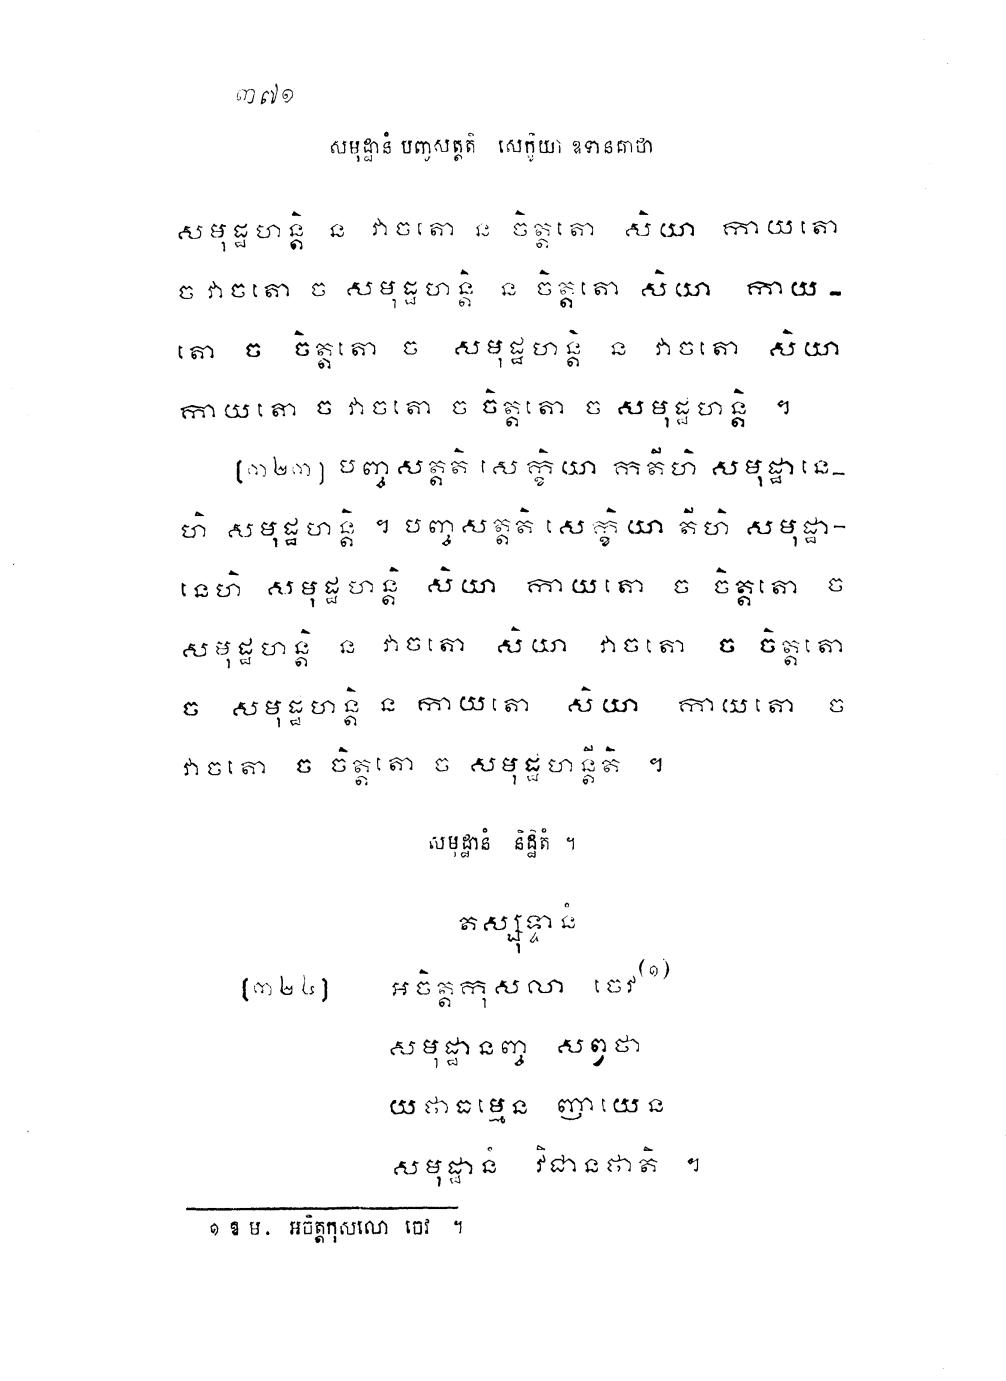 ៣៧១
សមុដ្ឋានំ បញ្ចសត្តតិ សេក្ខិយា ឧទានគាថា
សមុដ្ឋហន្តិ ន វាចតោ ន ចិត្តតោ សិយា កាយតោ
ច វាចតោ ច សមុដ្ឋហន្តិ ន ចិត្តតោ សិយា កាយ-
តោ ច ចិត្តតោ ច សមុដ្ឋហន្តិ ន វាចតោ សិយា
កាយតោ ច វាចតោ ច ចិត្តតោ ច សមុដ្ឋហន្តិ ។
[៣២៣] បញ្ចសត្តតិ សេក្ខិយា កតីហិ សមុដ្ឋានេ-
ហិ សមុដ្ឋហន្តិ ។ បញ្ចសត្តតិ សេក្ខិយា តីហិ សមុដ្ឋា-
នេហិ សមុដ្ឋហន្តិ សិយា កាយតោ ច ចិត្តតោ ច
សមុដ្ឋហន្តិ ន វាចតោ សិយា វាចតោ ច ចិត្តតោ
ច សមុដ្ឋហន្តិ ន កាយតោ សិយា កាយតោ ច
វាចតោ ច ចិត្តតោ ច សមុដ្ឋហន្តីតិ ។
សមុដ្ឋានំ និដ្ឋិតំ ។
តស្សុទ្ទានំ
[៣២៤] អចិត្តកុសលា ចេវ(១)
សមុដ្ឋានញ្ច សព្វថា
យថាធម្មេន ញាយេន
សមុដ្ឋានំ វិជានថាតិ ។
១ ឱ ម. អចិត្តកុសលោ ចេវ ។